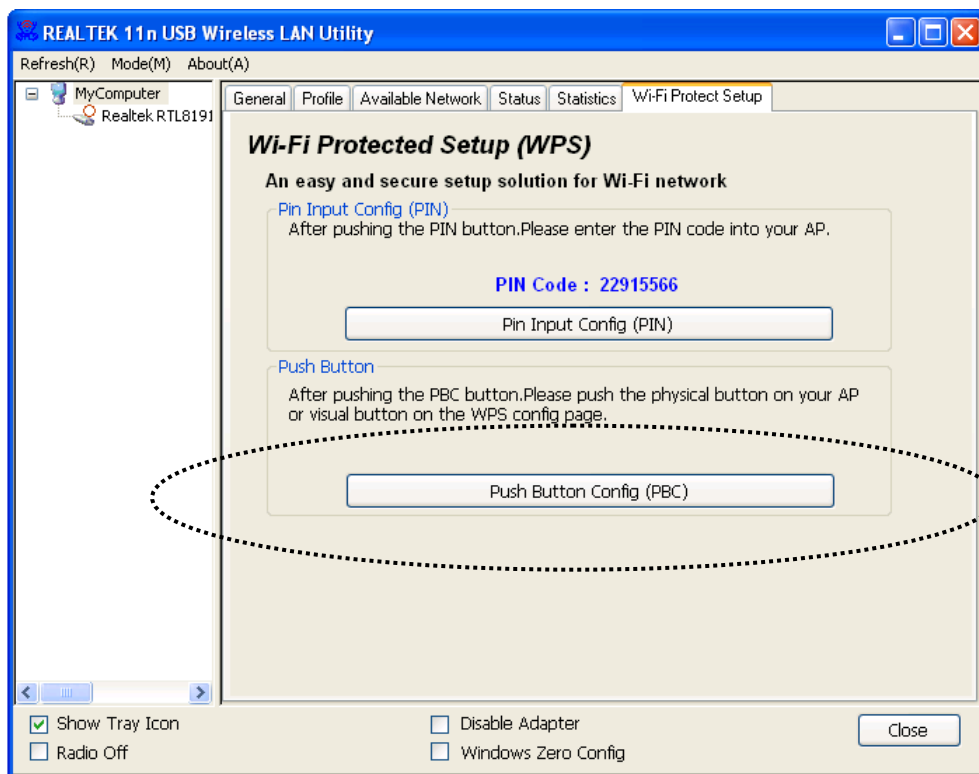 REALTEK 11n USB Wireless LAN Utility
Refresh(R) Mode(M) About(A)
MyComputer
Realtek RTL8191
General Profile Available Network Status Statistics Wi-Fi Protect Setup
Wi-Fi Protected Setup (WPS)
An easy and secure setup solution for Wi-Fi network
Pin Input Config (PIN)
After pushing the PIN button.Please enter the PIN code into your AP.
PIN Code : 22915566
Pin Input Config (PIN)
Push Button
After pushing the PBC button.Please push the physical button on your AP
or visual button on the WPS config page.
Push Button Config (PBC)
Show Tray Icon
Radio Off
Disable Adapter
Windows Zero Config
Close